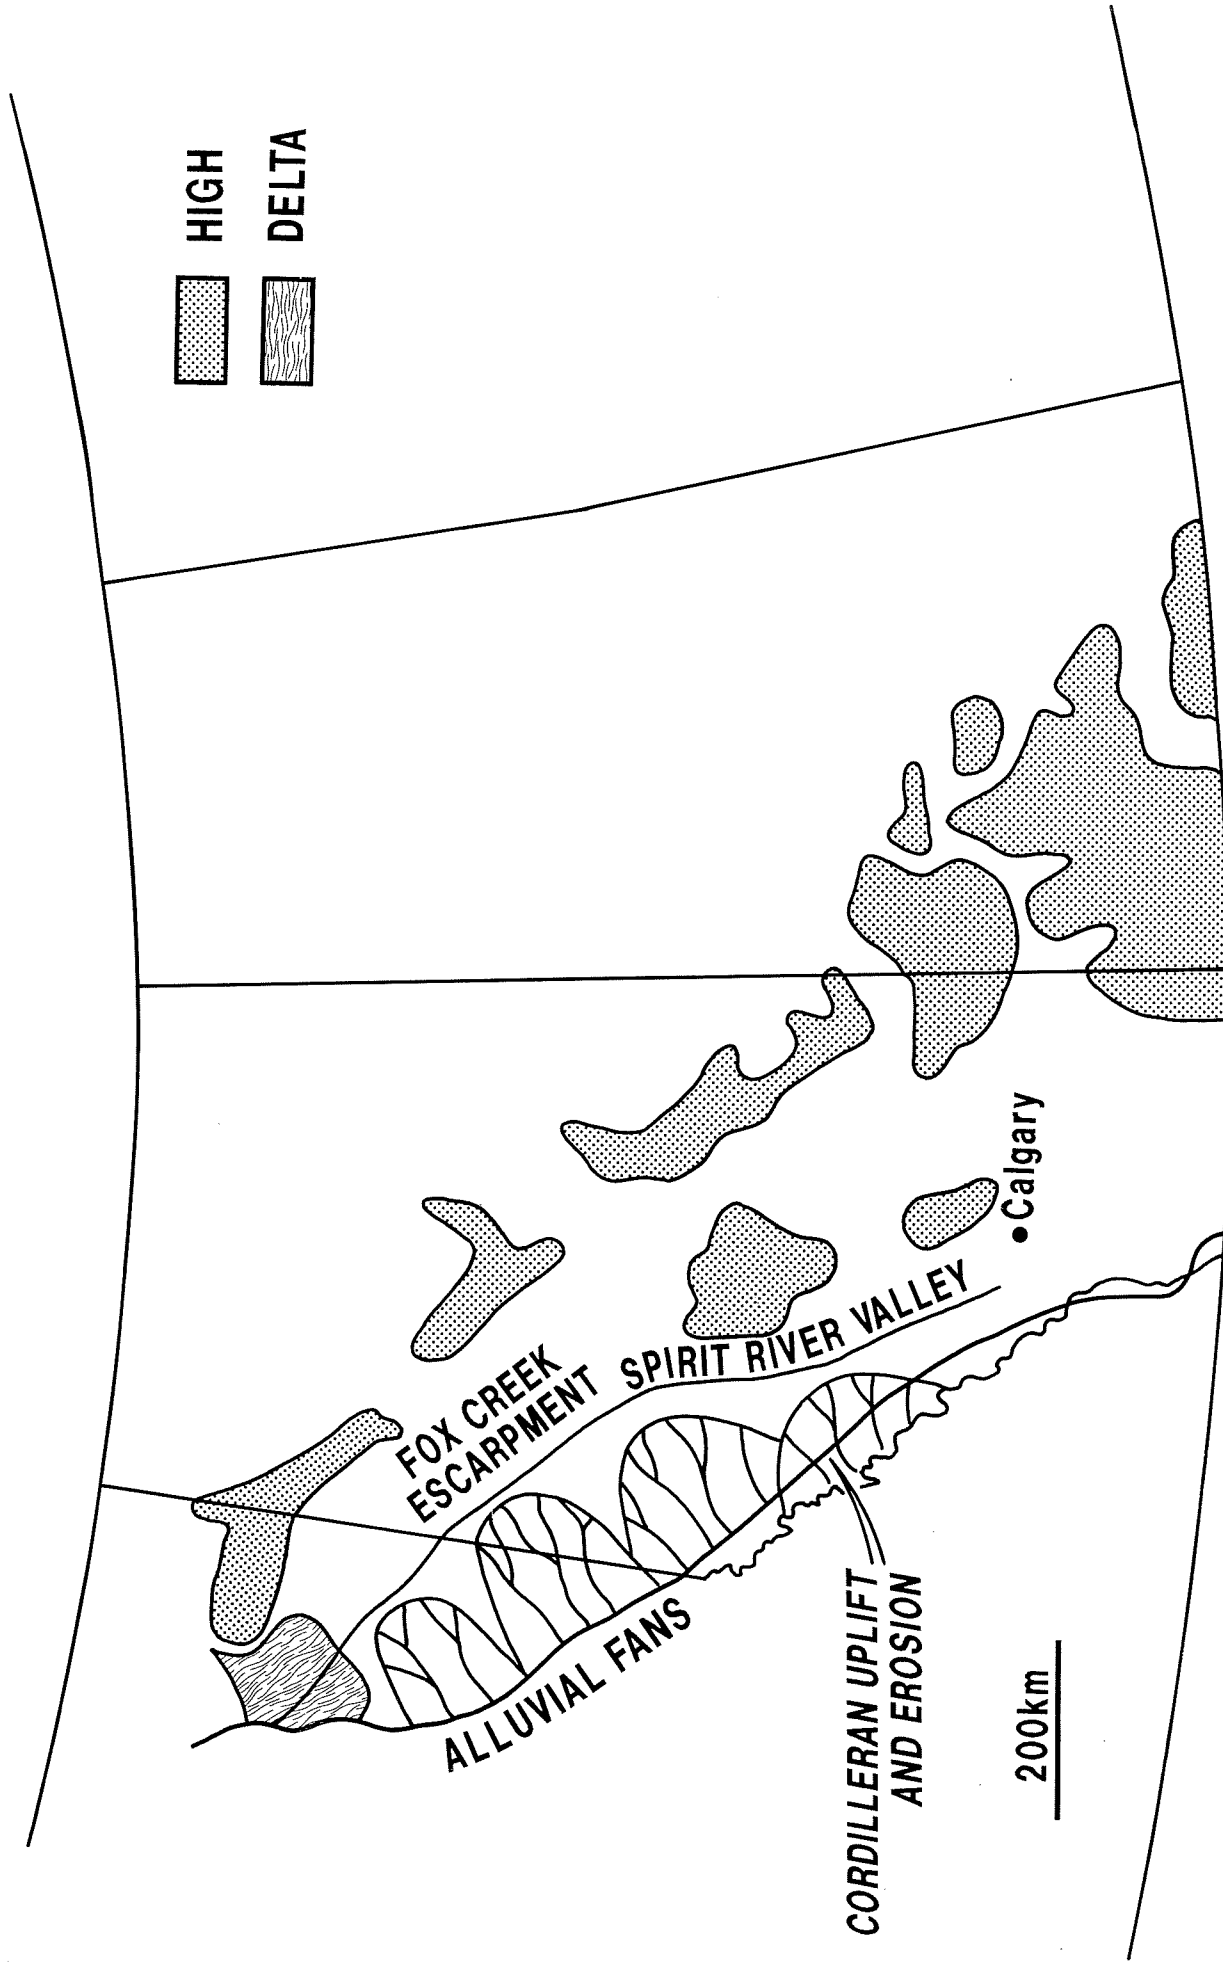 HIGH
DELTA
FOX CREEK
ESCARPMENT
SPIRIT RIVER VALLEY
ALLUVIAL FANS
Calgary
CORDILLERAN UPLIFT
AND EROSION
200km